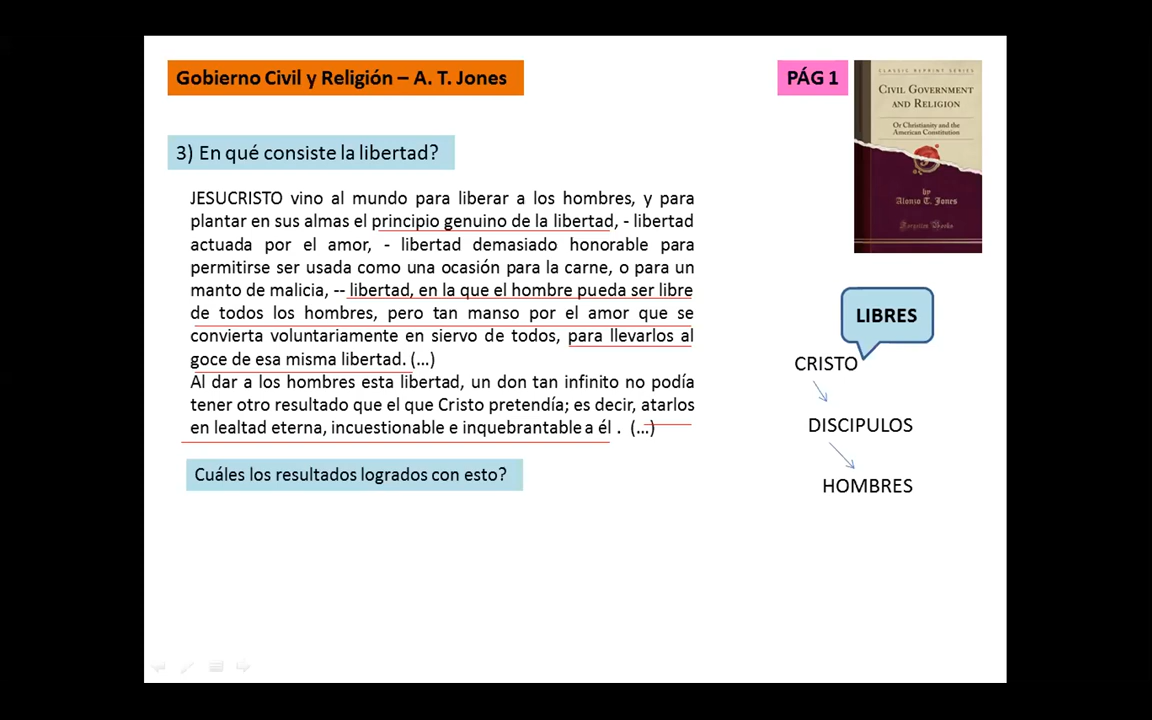 Gobierno Civil y Religión – A. T. Jones
PÁG 1
CLASSIC REPRINT SERIES
CIVIL GOVERNMENT
AND RELIGION
Or Christianity and the
American Constitution
by
Alonzo T. Jones
Forgotten Books
3) En qué consiste la libertad?
JESUCRISTO vino al mundo para liberar a los hombres, y para
plantar en sus almas el principio genuino de la libertad, - libertad
actuada por el amor, - libertad demasiado honorable para
permitirse ser usada como una ocasión para la carne, o para un
manto de malicia, -- libertad, en la que el hombre pueda ser libre
de todos los hombres, pero tan manso por el amor que se
convierta voluntariamente en siervo de todos, para llevarlos al
goce de esa misma libertad. (...)
Al dar a los hombres esta libertad, un don tan infinito no podía
tener otro resultado que el que Cristo pretendía; es decir, atarlos
en lealtad eterna, incuestionable e inquebrantable a él . (...)
Cuáles los resultados logrados con esto?
LIBRES
CRISTO
DISCIPULOS
HOMBRES